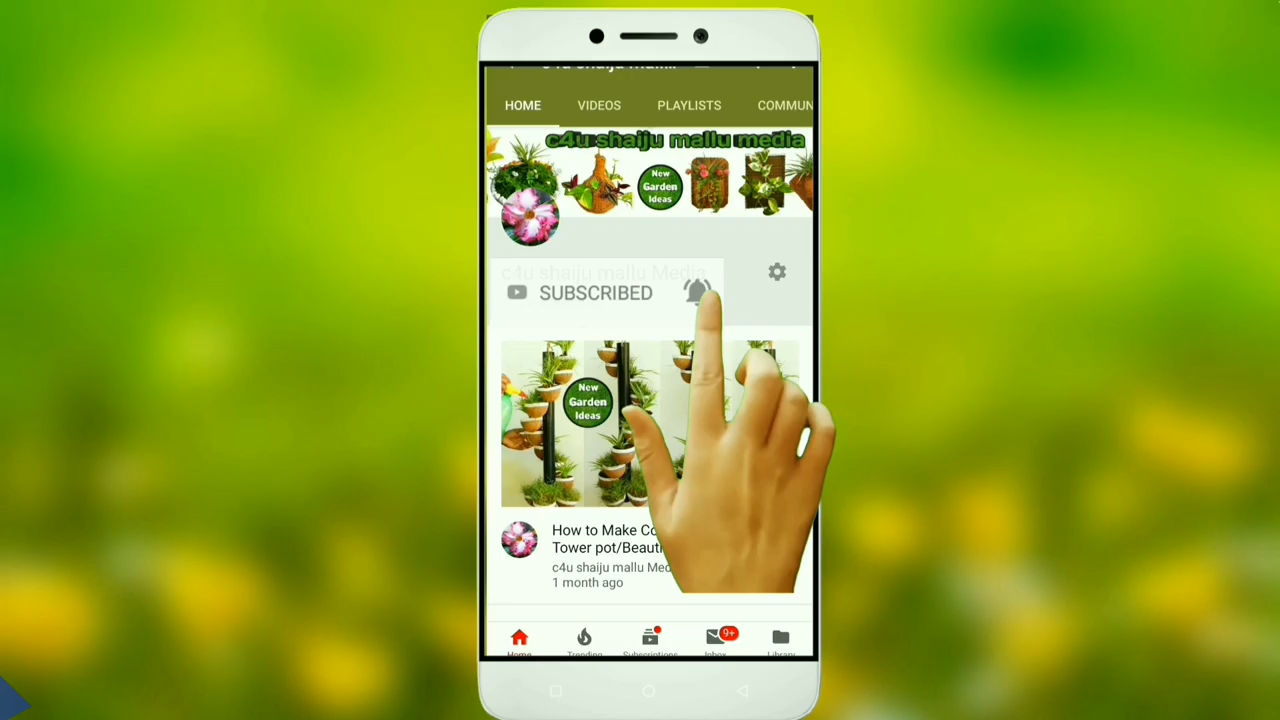 HOME VIDEOS PLAYLISTS COMMUN
c4u shaiju mallu media
New
Garden
Ideas
c4u shaiju mallu Media
SUBSCRIBED
New
Garden
Ideas
How to Make Co
Tower pot/Beauti
c4u shaiju mallu Med
1 month ago
9+
Home Trending Subscriptions Inbox Library